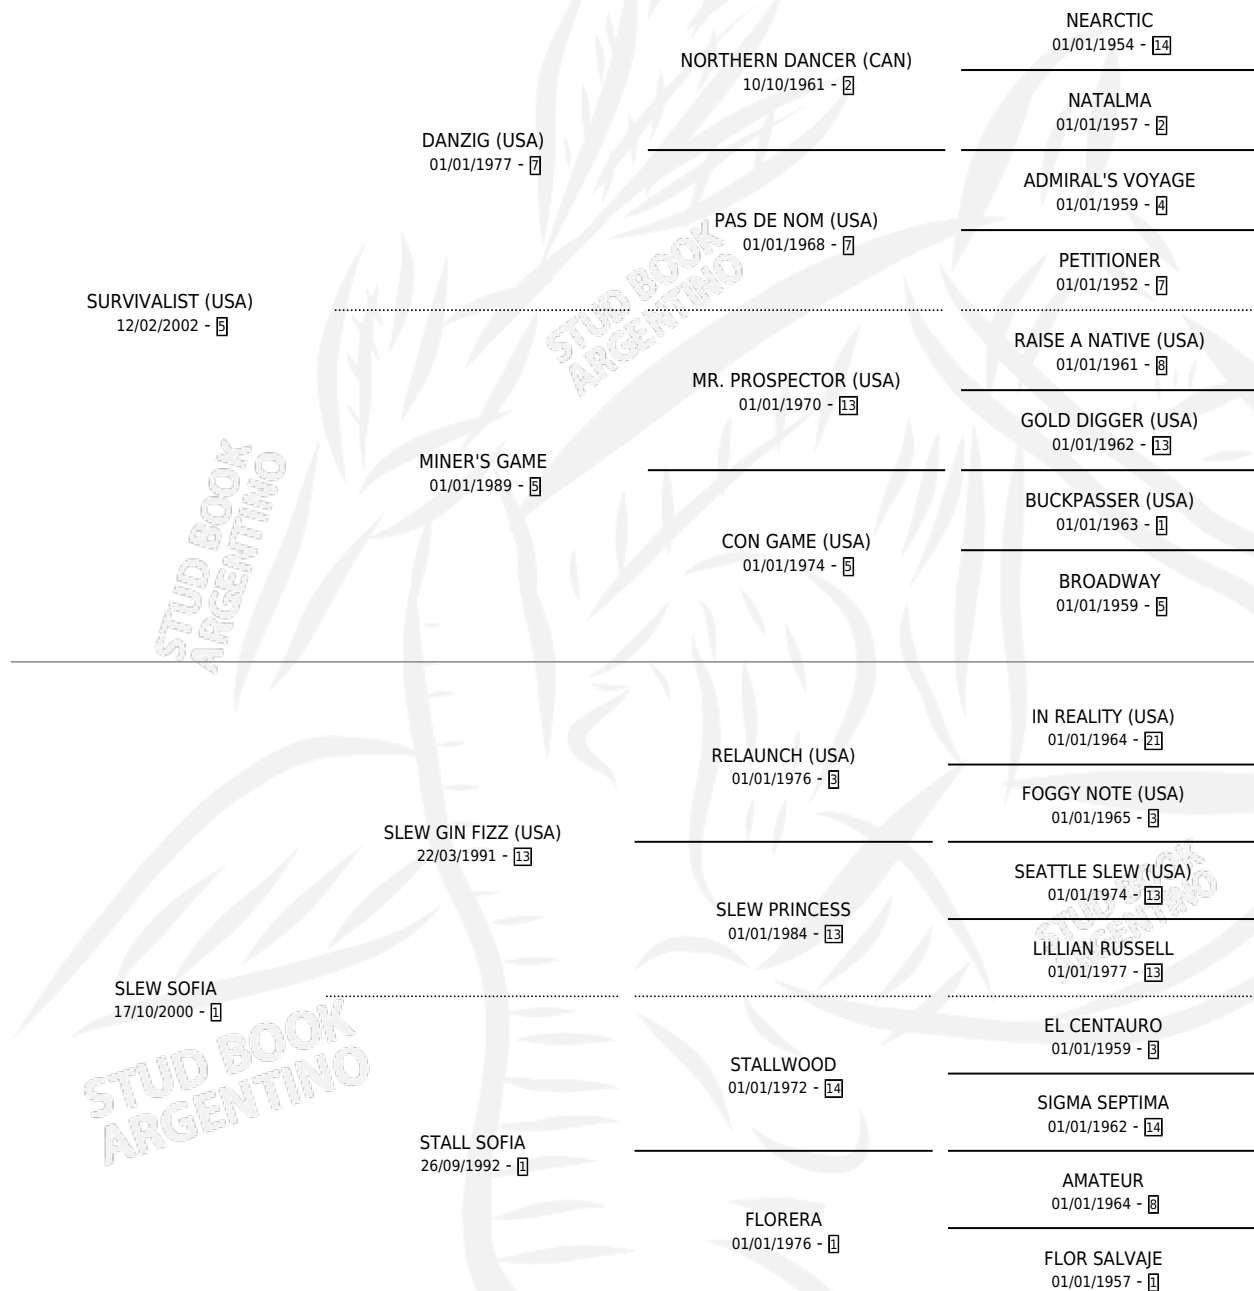 NEARCTIC
01/01/1954 - 14
NORTHERN DANCER (CAN)
10/10/1961 - 2
NATALMA
01/01/1957 - 2
DANZIG (USA)
01/01/1977 - 7
ADMIRAL'S VOYAGE
01/01/1959 - 4
PAS DE NOM (USA)
01/01/1968 - 7
PETITIONER
01/01/1952 - 7
SURVIVALIST (USA)
12/02/2002 - 5
RAISE A NATIVE (USA)
01/01/1961 - 8
MR. PROSPECTOR (USA)
01/01/1970 - 13
GOLD DIGGER (USA)
01/01/1962 - 13
MINER'S GAME
01/01/1989 - 5
BUCKPASSER (USA)
01/01/1963 - 1
CON GAME (USA)
01/01/1974 - 5
BROADWAY
01/01/1959 - 5
IN REALITY (USA)
01/01/1964 - 21
RELAUNCH (USA)
01/01/1976 - 3
FOGGY NOTE (USA)
01/01/1965 - 3
SLEW GIN FIZZ (USA)
22/03/1991 - 13
SEATTLE SLEW (USA)
01/01/1974 - 13
SLEW PRINCESS
01/01/1984 - 13
LILLIAN RUSSELL
01/01/1977 - 13
SLEW SOFIA
17/10/2000 - 1
EL CENTAURO
01/01/1959 - 3
STALLWOOD
01/01/1972 - 14
SIGMA SEPTIMA
01/01/1962 - 14
STALL SOFIA
26/09/1992 - 1
AMATEUR
01/01/1964 - 8
FLORERA
01/01/1976 - 1
FLOR SALVAJE
01/01/1957 - 1
STUD BOOK
ARGENTINO
STUD BOOK
ARGENTINO
STUD BOOK
ARGENTINO
STUD BOOK
ARGENTINO